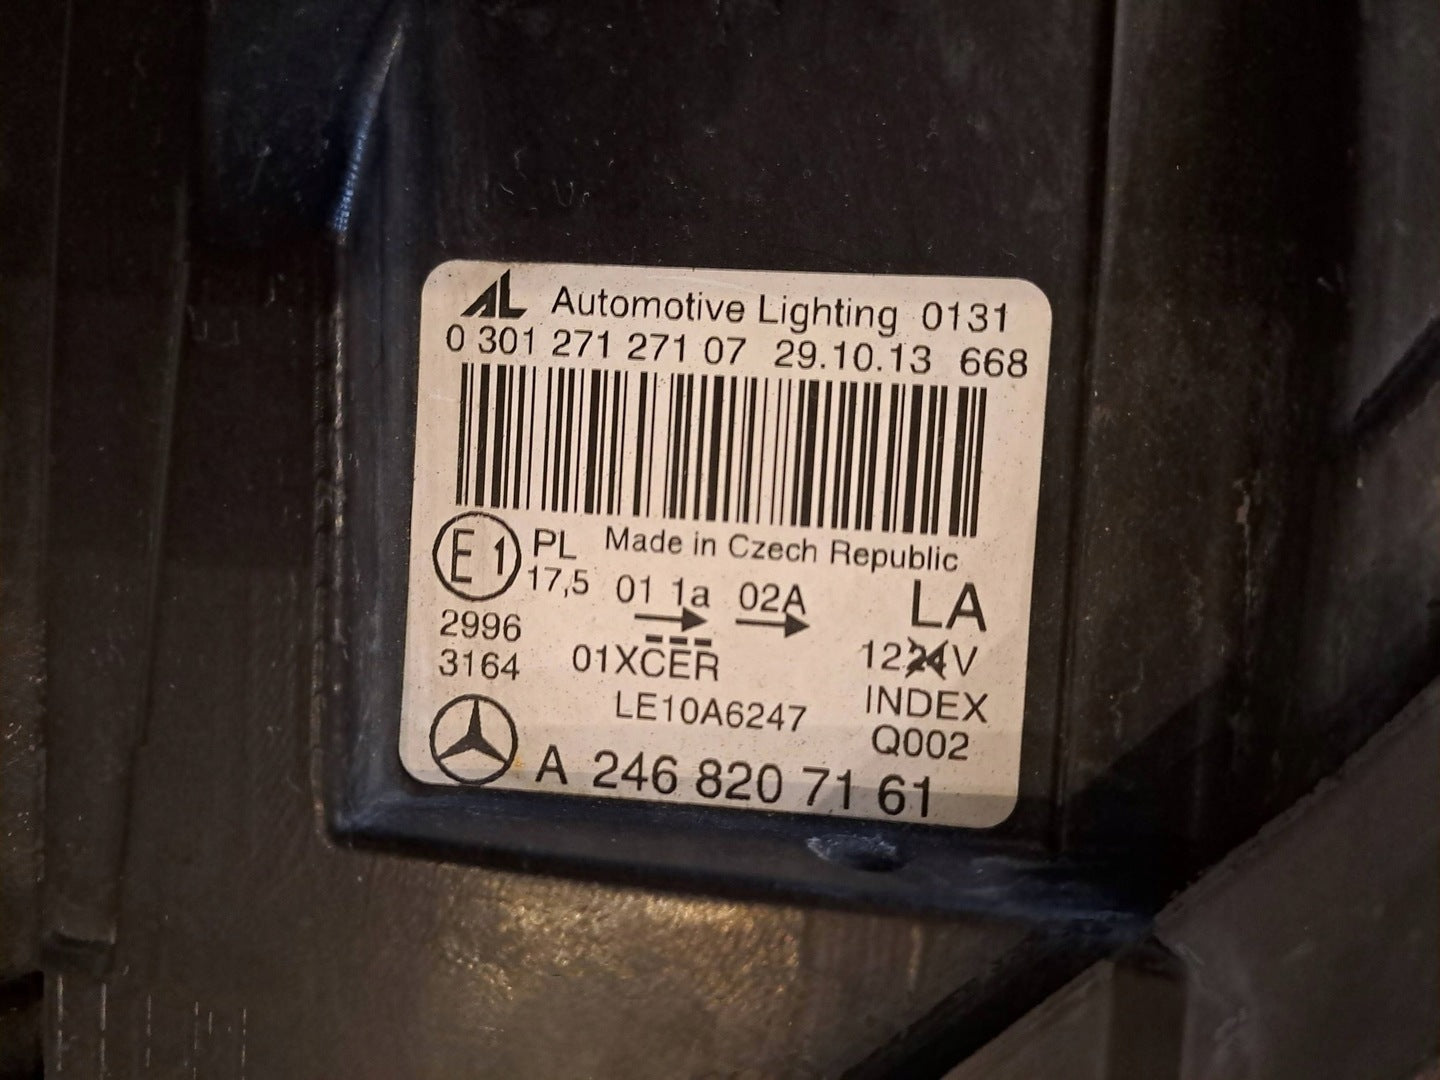 AL Automotive Lighting 0131
0 301 271 271 07 29.10.13 668
E1 PL Made in Czech Republic
17,5 01 1a 02A LA
2996
3164 01XCER 1224V
LE10A6247 INDEX
Q002
A 246 820 71 61